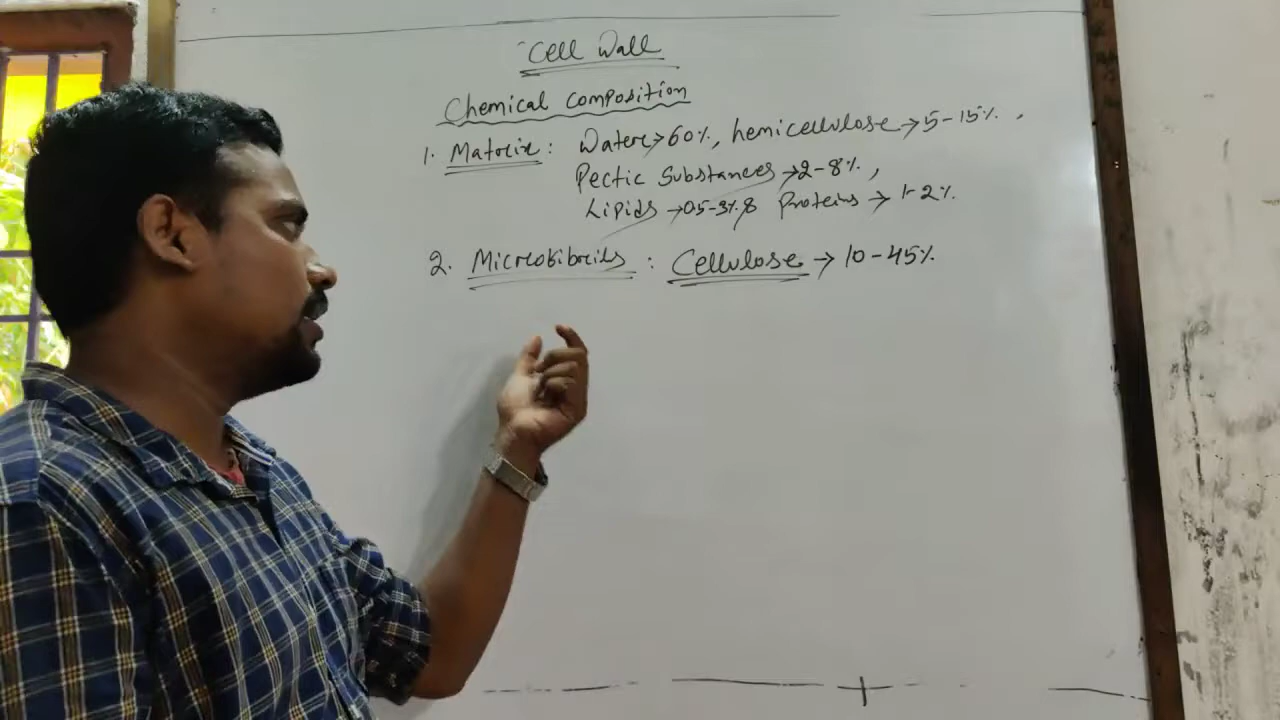 Cell Wall
Chemical composition
1. Matrix : Water→60%, hemicellulose→5-15%,
Pectic Substances→2-8%,
Lipids→0.5-3% & Proteins→1-2%.
2. Microfibrils : Cellulose→10-45%